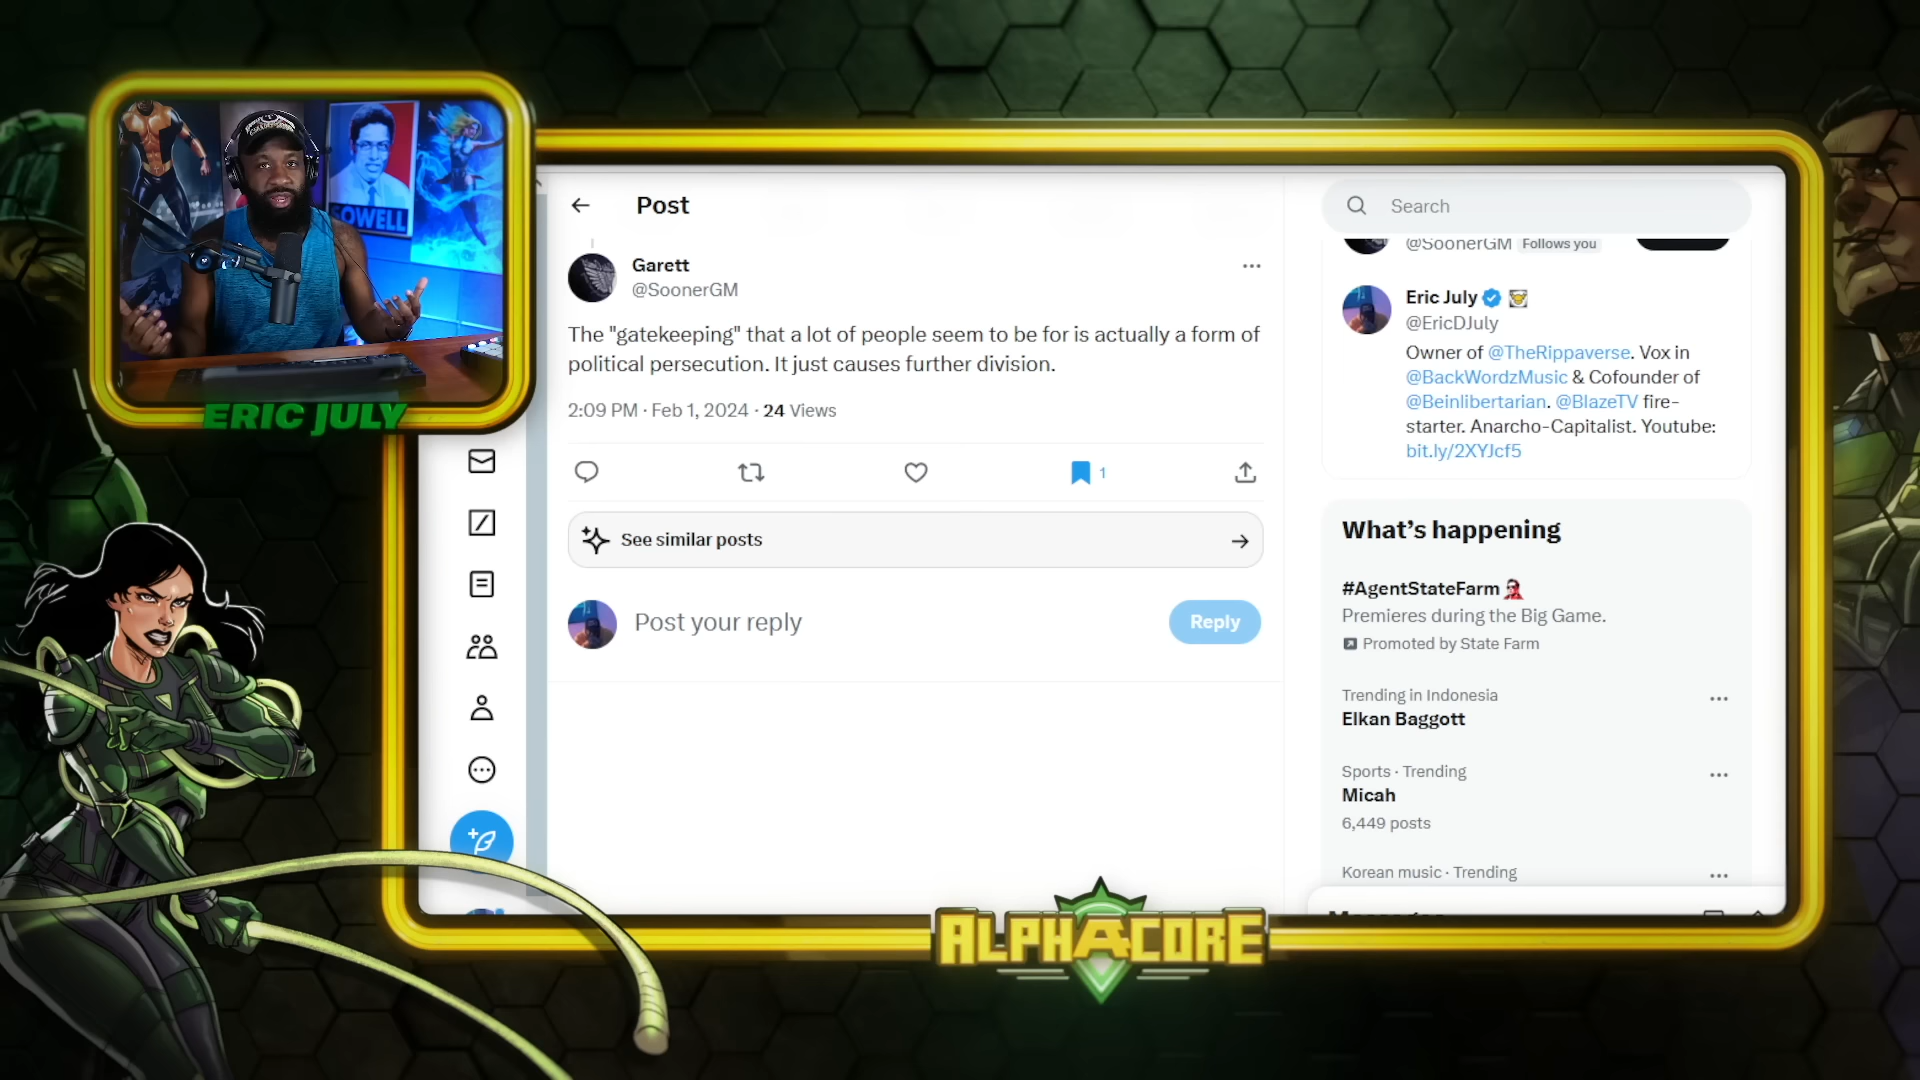 SOWELL
ERIC JULY
Post
Garett
@SoonerGM
The "gatekeeping" that a lot of people seem to be for is actually a form of
political persecution. It just causes further division.
2:09 PM · Feb 1, 2024 · 24 Views
1
See similar posts
Post your reply
Reply
Search
@SoonerGM Follows you
Eric July
@EricDJuly
Owner of @TheRippaverse. Vox in
@BackWordzMusic & Cofounder of
@Beinlibertarian. @BlazeTV fire-
starter. Anarcho-Capitalist. Youtube:
bit.ly/2XYJcf5
What's happening
#AgentStateFarm
Premieres during the Big Game.
Promoted by State Farm
Trending in Indonesia
Elkan Baggott
Sports · Trending
Micah
6,449 posts
Korean music · Trending
Messages
ALPHACORE